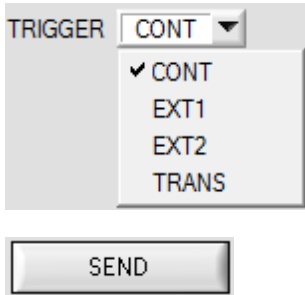 TRIGGER CONT
CONT
EXT1
EXT2
TRANS
SEND